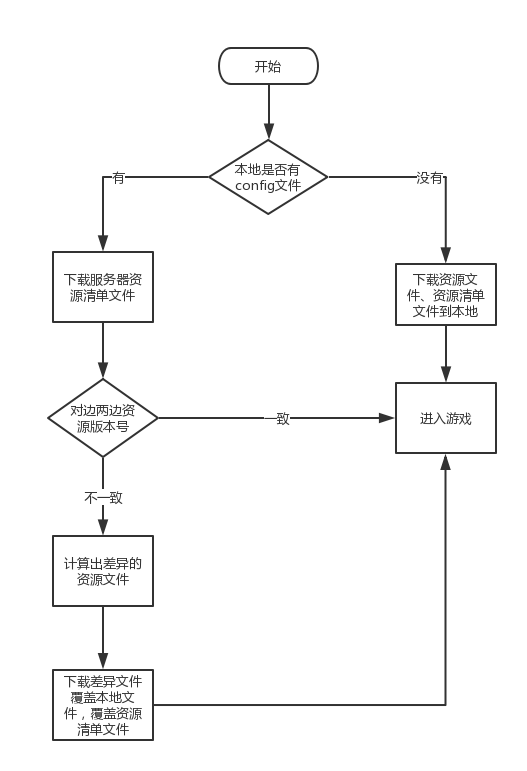 开始
本地是否有
config文件
有
没有
下载服务器资
源清单文件
下载资源文
件、资源清单
文件到本地
对边两边资
源版本号
一致
进入游戏
不一致
计算出差异的
资源文件
下载差异文件
覆盖本地文
件，覆盖资源
清单文件